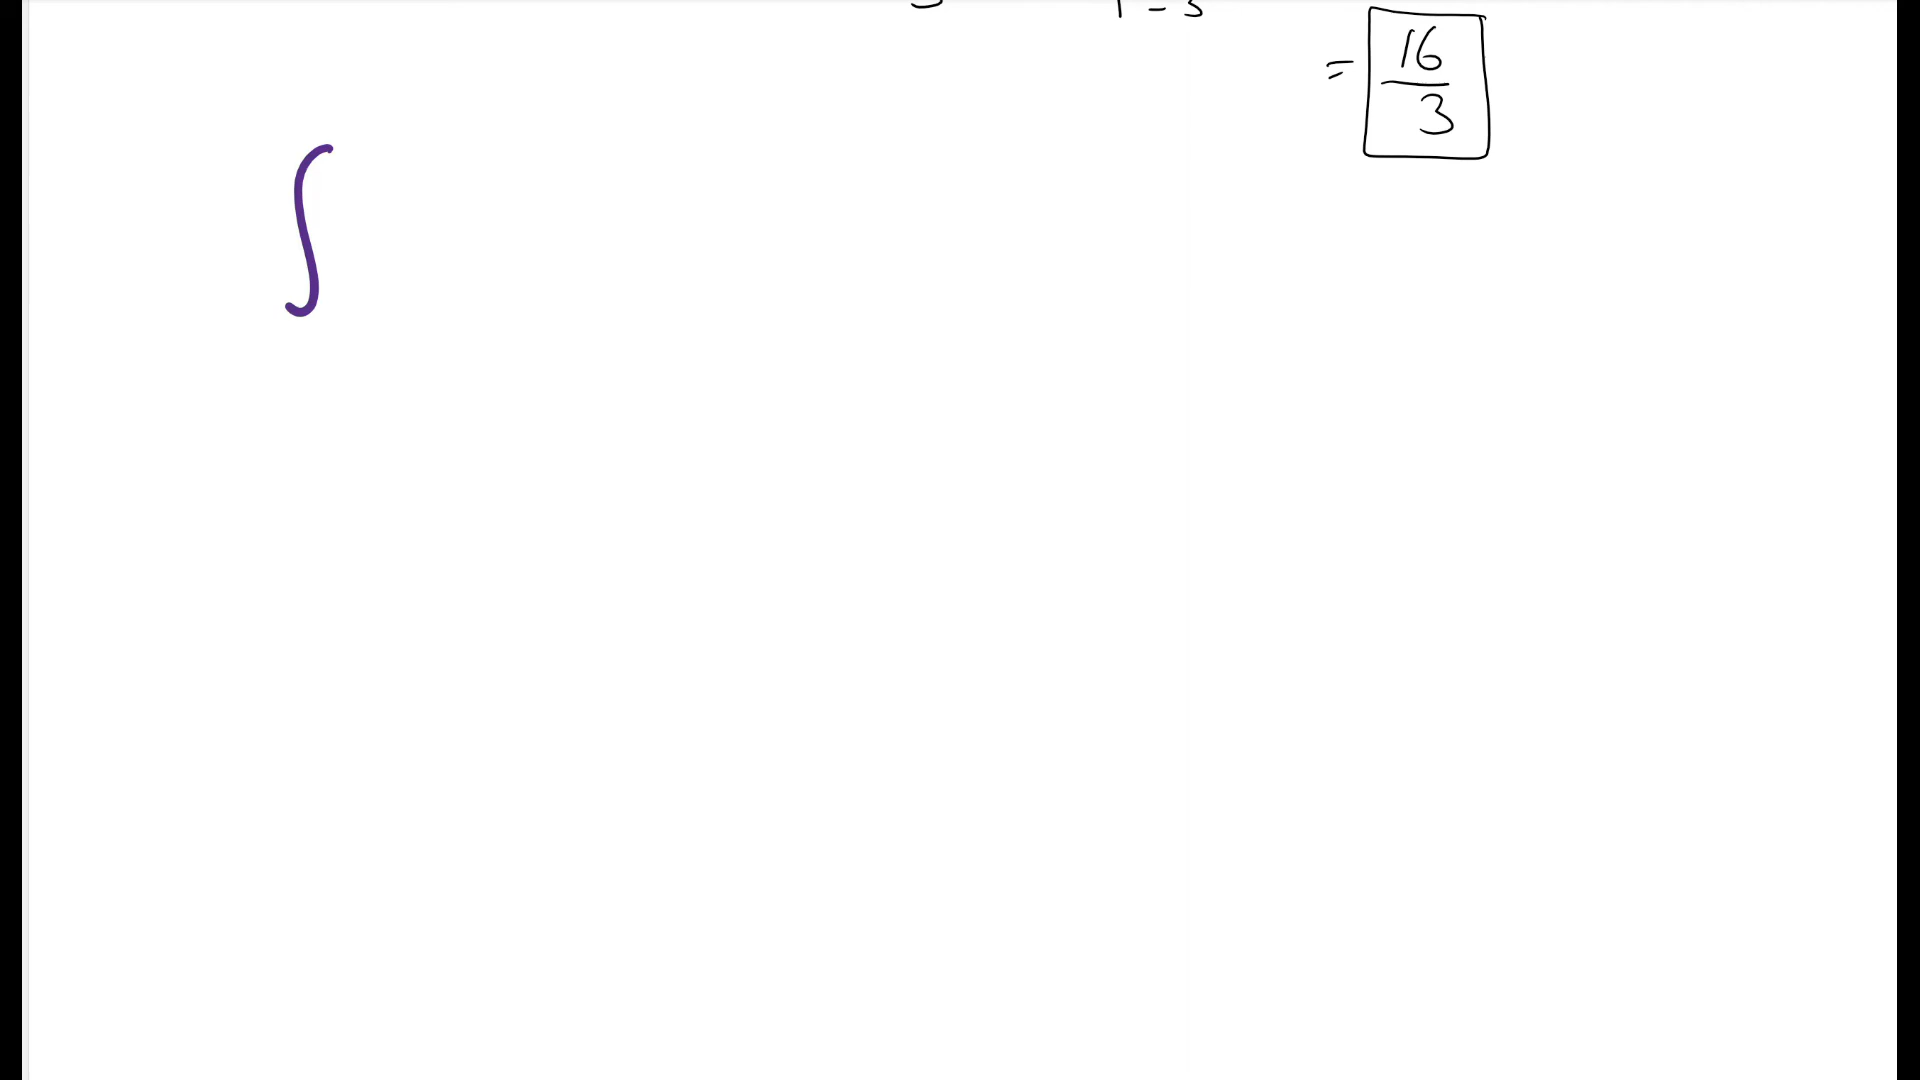 = 16/3
∫